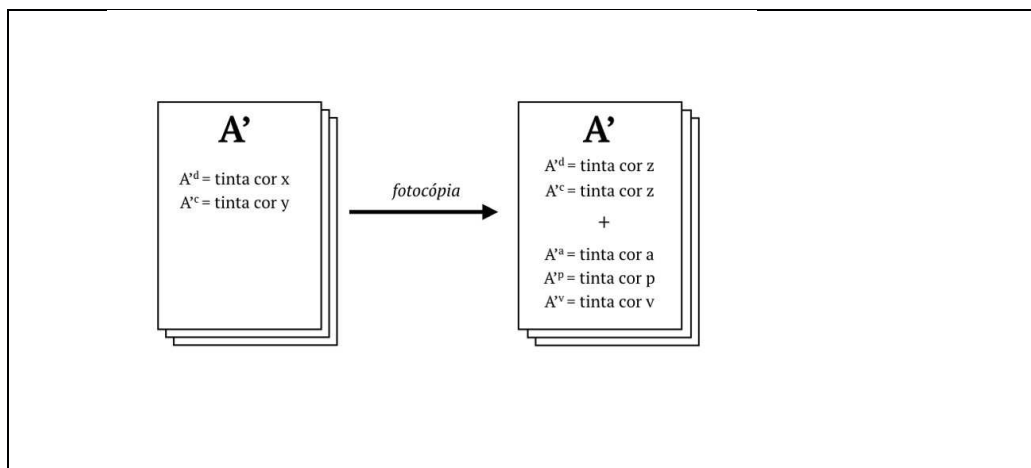 A’
A’ᵈ = tinta cor x
A’ᶜ = tinta cor y
fotocópia
A’
A’ᵈ = tinta cor z
A’ᶜ = tinta cor z
+
A’ᵃ = tinta cor a
A’ᵖ = tinta cor p
A’ᵛ = tinta cor v